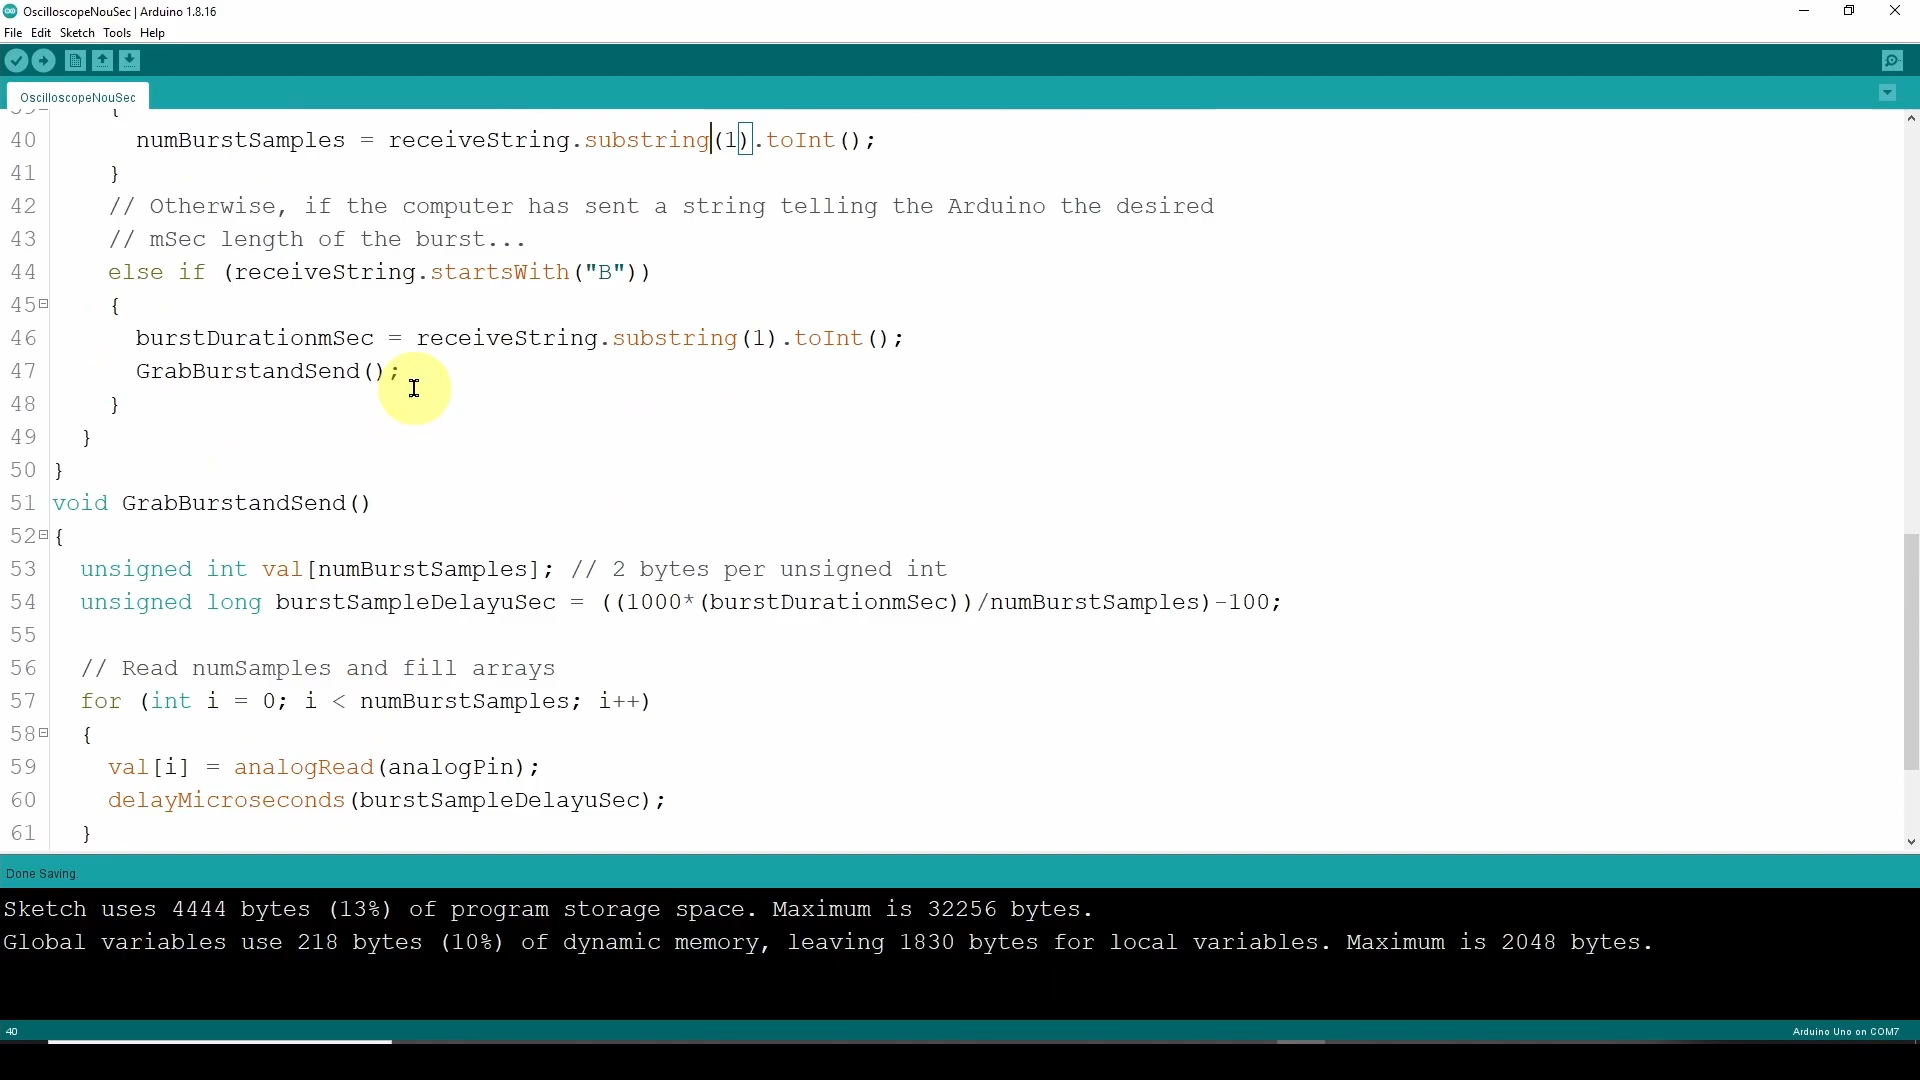 OscilloscopeNouSec | Arduino 1.8.16
File Edit Sketch Tools Help
OscilloscopeNouSec
39 {
40 numBurstSamples = receiveString.substring(1).toInt();
41 }
42 // Otherwise, if the computer has sent a string telling the Arduino the desired
43 // mSec length of the burst...
44 else if (receiveString.startsWith("B"))
45 {
46 burstDurationmSec = receiveString.substring(1).toInt();
47 GrabBurstandSend();
48 }
49 }
50 }
51 void GrabBurstandSend()
52 {
53 unsigned int val[numBurstSamples]; // 2 bytes per unsigned int
54 unsigned long burstSampleDelayuSec = ((1000*(burstDurationmSec))/numBurstSamples)-100;
55
56 // Read numSamples and fill arrays
57 for (int i = 0; i < numBurstSamples; i++)
58 {
59 val[i] = analogRead(analogPin);
60 delayMicroseconds(burstSampleDelayuSec);
61 }
Done Saving.
Sketch uses 4444 bytes (13%) of program storage space. Maximum is 32256 bytes.
Global variables use 218 bytes (10%) of dynamic memory, leaving 1830 bytes for local variables. Maximum is 2048 bytes.
40 Arduino Uno on COM7